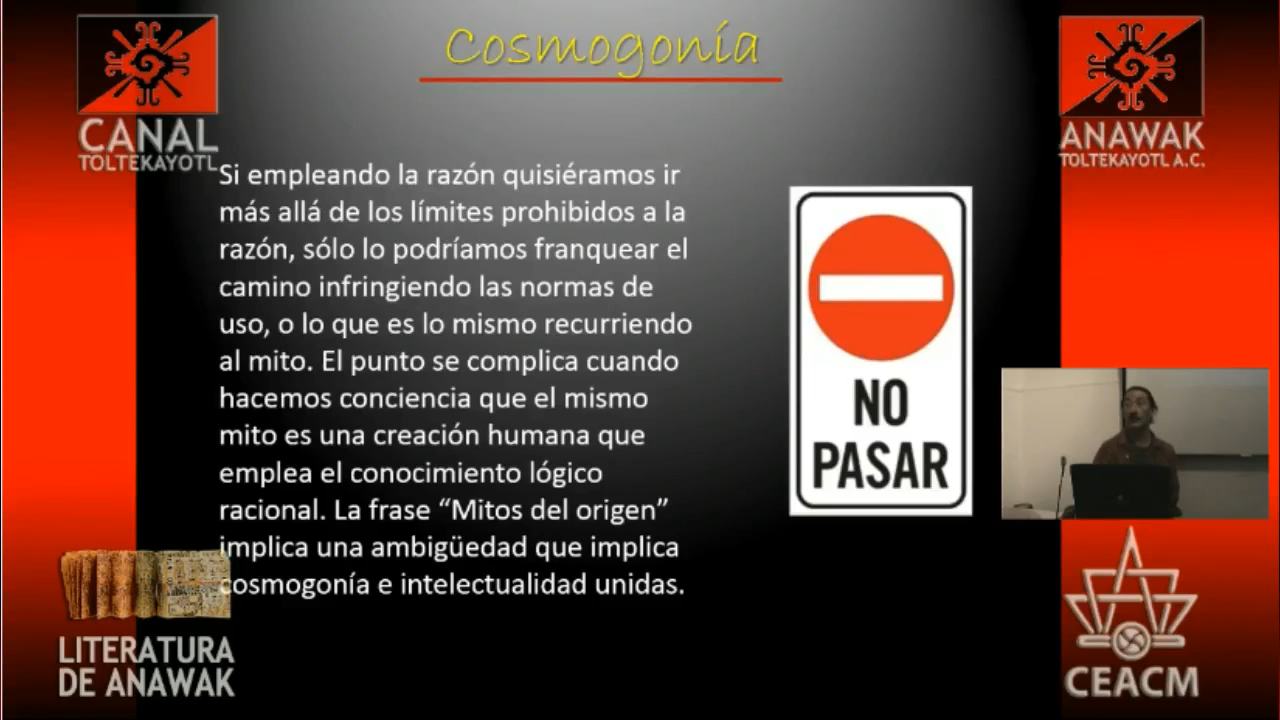 Cosmogonía
CANAL
TOLTEKAYOTL
ANAWAK
TOLTEKAYOTL A.C.
Si empleando la razón quisiéramos ir
más allá de los límites prohibidos a la
razón, sólo lo podríamos franquear el
camino infringiendo las normas de
uso, o lo que es lo mismo recurriendo
al mito. El punto se complica cuando
hacemos conciencia que el mismo
mito es una creación humana que
emplea el conocimiento lógico
racional. La frase “Mitos del origen”
implica una ambigüedad que implica
cosmogonía e intelectualidad unidas.
NO
PASAR
LITERATURA
DE ANAWAK
CEACM